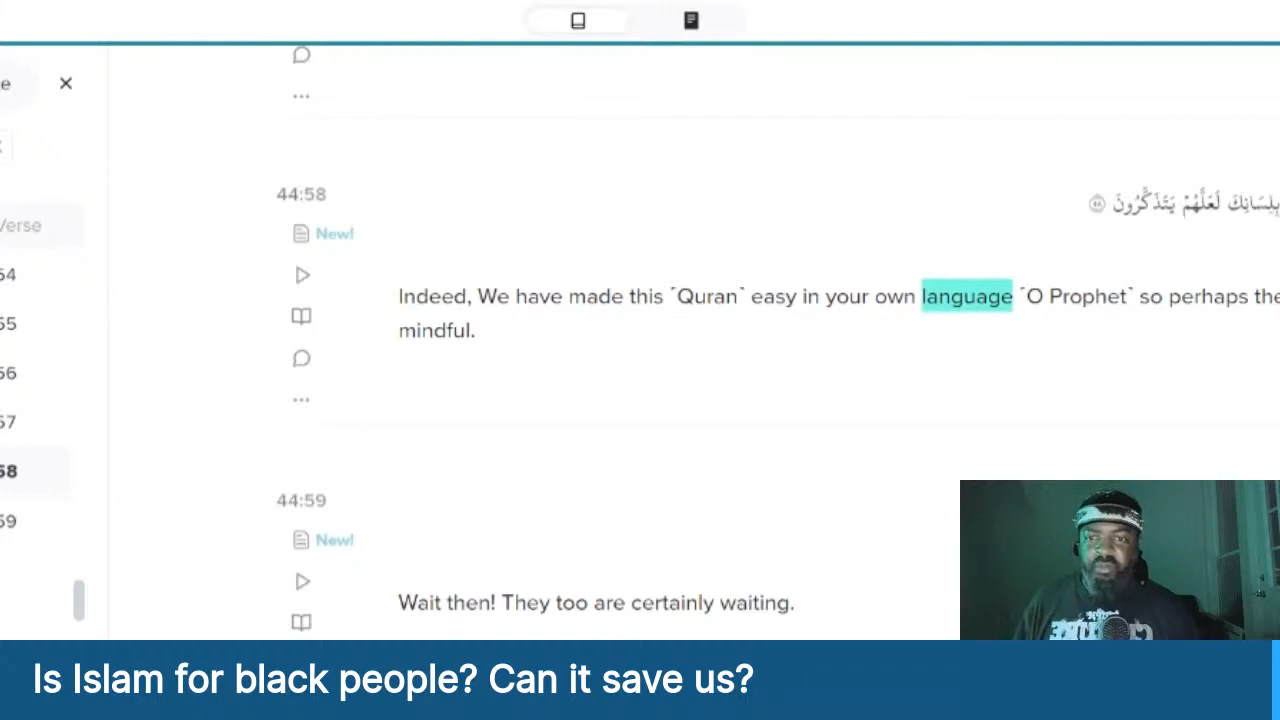 e
Verse
54
55
56
57
58
59
44:58
New!
بِلِسَانِكَ لَعَلَّهُمْ يَتَذَكَّرُونَ ٥٨
Indeed, We have made this ˹Quran˺ easy in your own language ˹O Prophet˺ so perhaps the
mindful.
44:59
New!
Wait then! They too are certainly waiting.
Is Islam for black people? Can it save us?